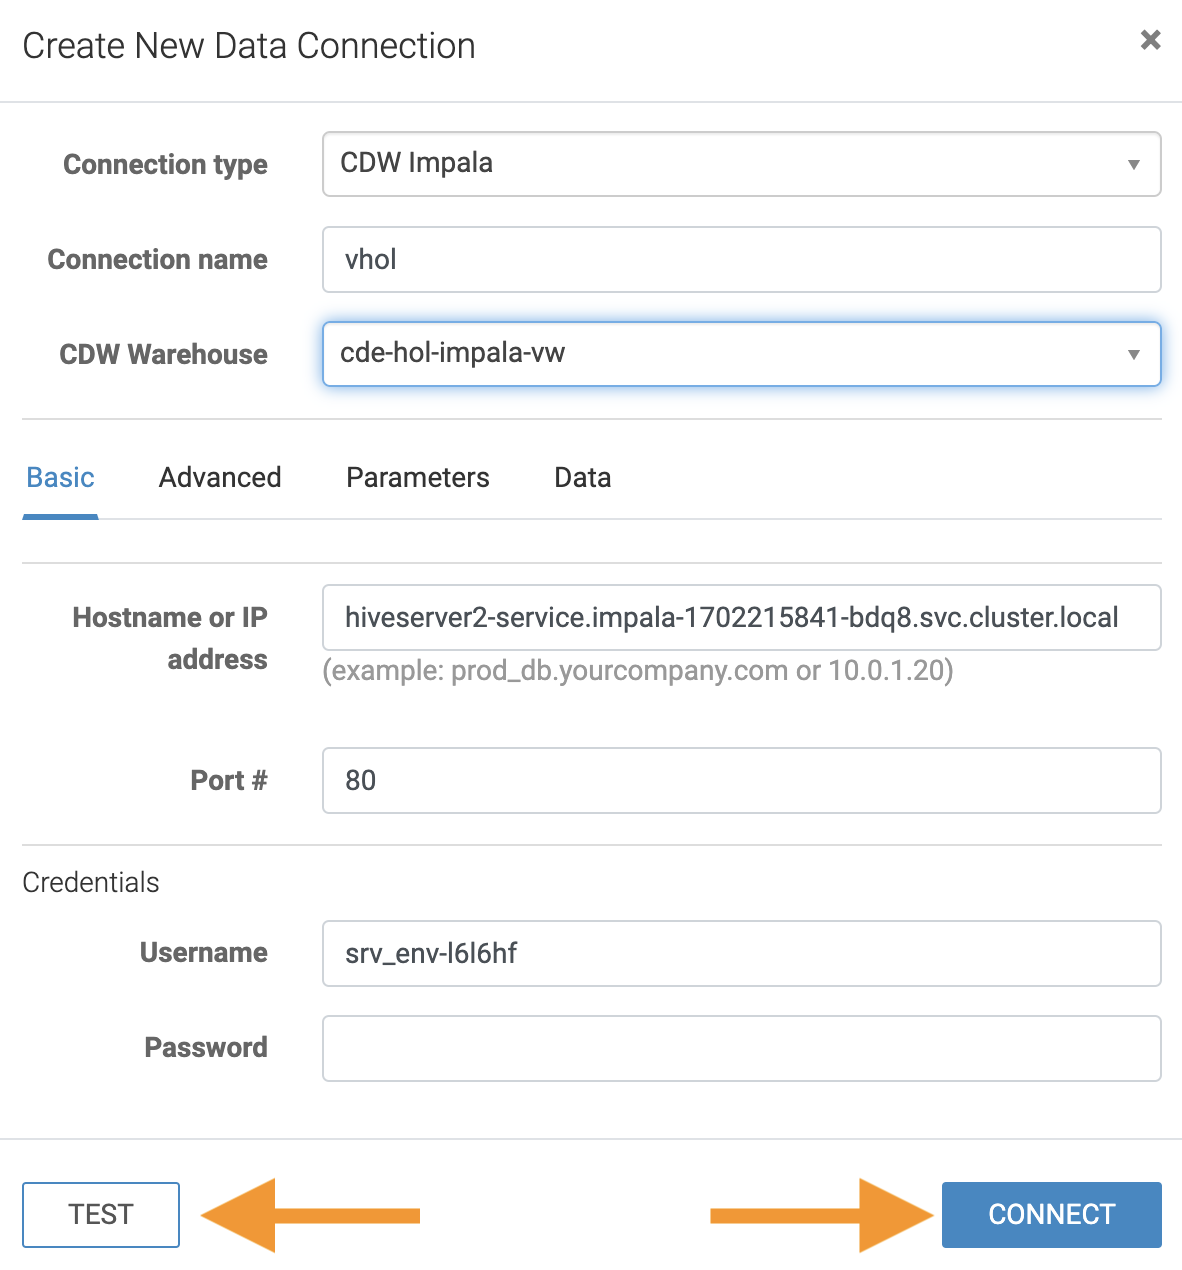 Create New Data Connection
Connection type
CDW Impala
Connection name
vhol
CDW Warehouse
cde-hol-impala-vw
Basic Advanced Parameters Data
Hostname or IP
address
hiveserver2-service.impala-1702215841-bdq8.svc.cluster.local
(example: prod_db.yourcompany.com or 10.0.1.20)
Port #
80
Credentials
Username
srv_env-l6l6hf
Password
TEST
CONNECT